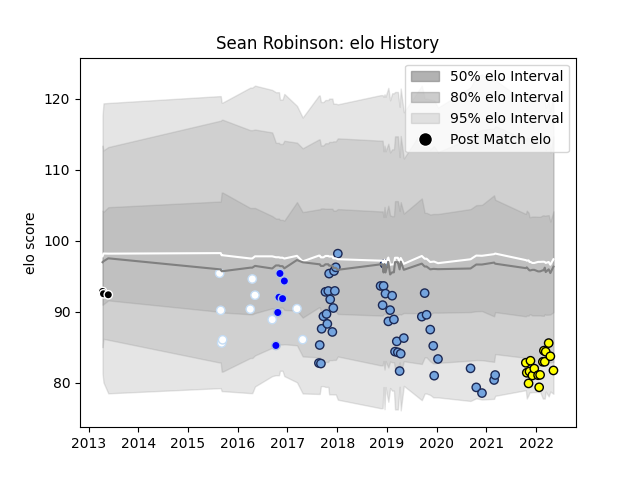 Sean Robinson: elo History
50% elo Interval
80% elo Interval
95% elo Interval
Post Match elo
elo score
120
110
100
90
80
2013 2014 2015 2016 2017 2018 2019 2020 2021 2022